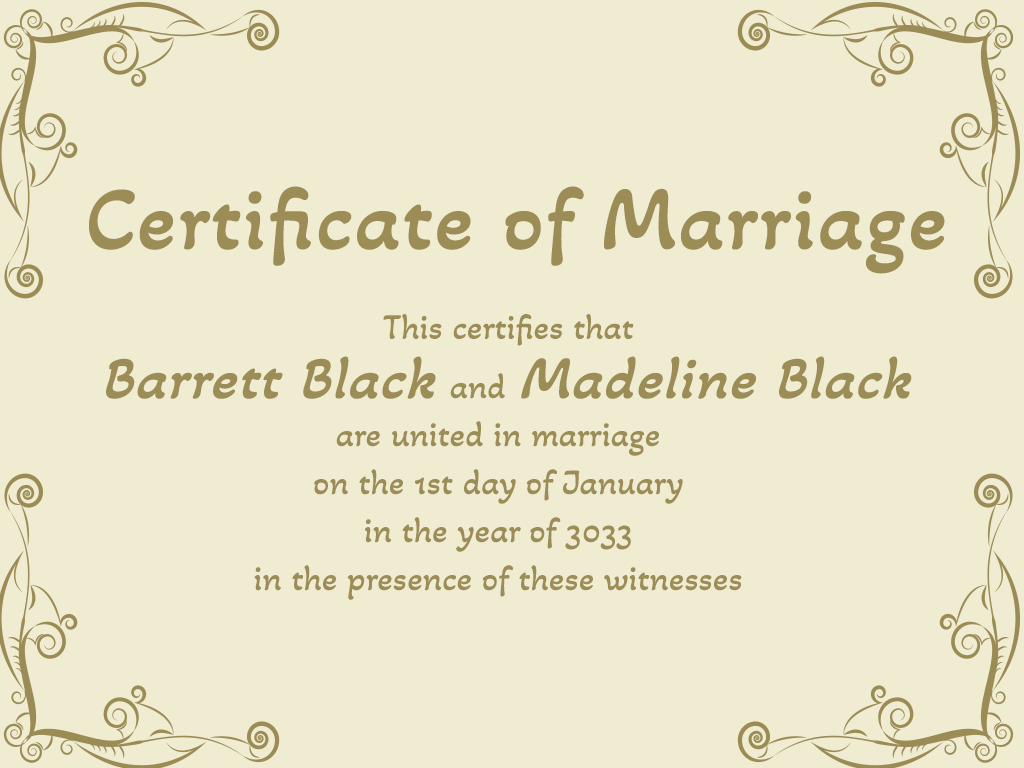 Certificate of Marriage
This certifies that
Barrett Black and Madeline Black
are united in marriage
on the 1st day of January
in the year of 3033
in the presence of these witnesses